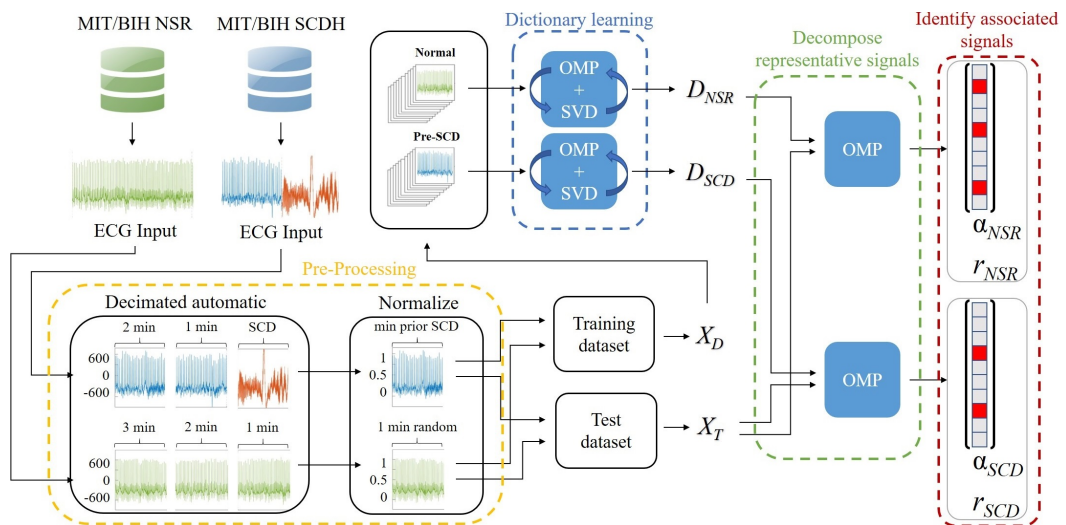 MIT/BIH NSR
MIT/BIH SCDH
ECG Input
ECG Input
Normal
Pre-SCD
Dictionary learning
OMP
+
SVD
OMP
+
SVD
D_NSR
D_SCD
Decompose
representative signals
OMP
OMP
Identify associated
signals
α_NSR
r_NSR
α_SCD
r_SCD
Pre-Processing
Decimated automatic
2 min
1 min
SCD
600
0
-600
3 min
2 min
1 min
600
0
-600
Normalize
min prior SCD
1
0.5
0
1 min random
1
0.5
0
Training
dataset
X_D
Test
dataset
X_T